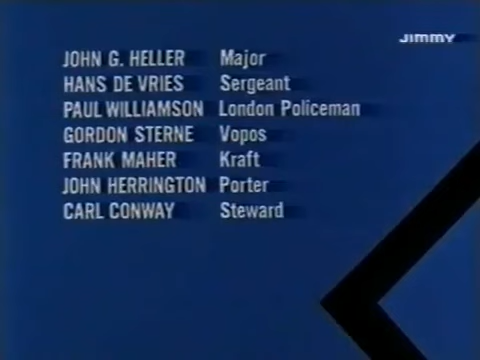 JIMMY
JOHN G. HELLER Major
HANS DE VRIES Sergeant
PAUL WILLIAMSON London Policeman
GORDON STERNE Vopos
FRANK MAHER Kraft
JOHN HERRINGTON Porter
CARL CONWAY Steward